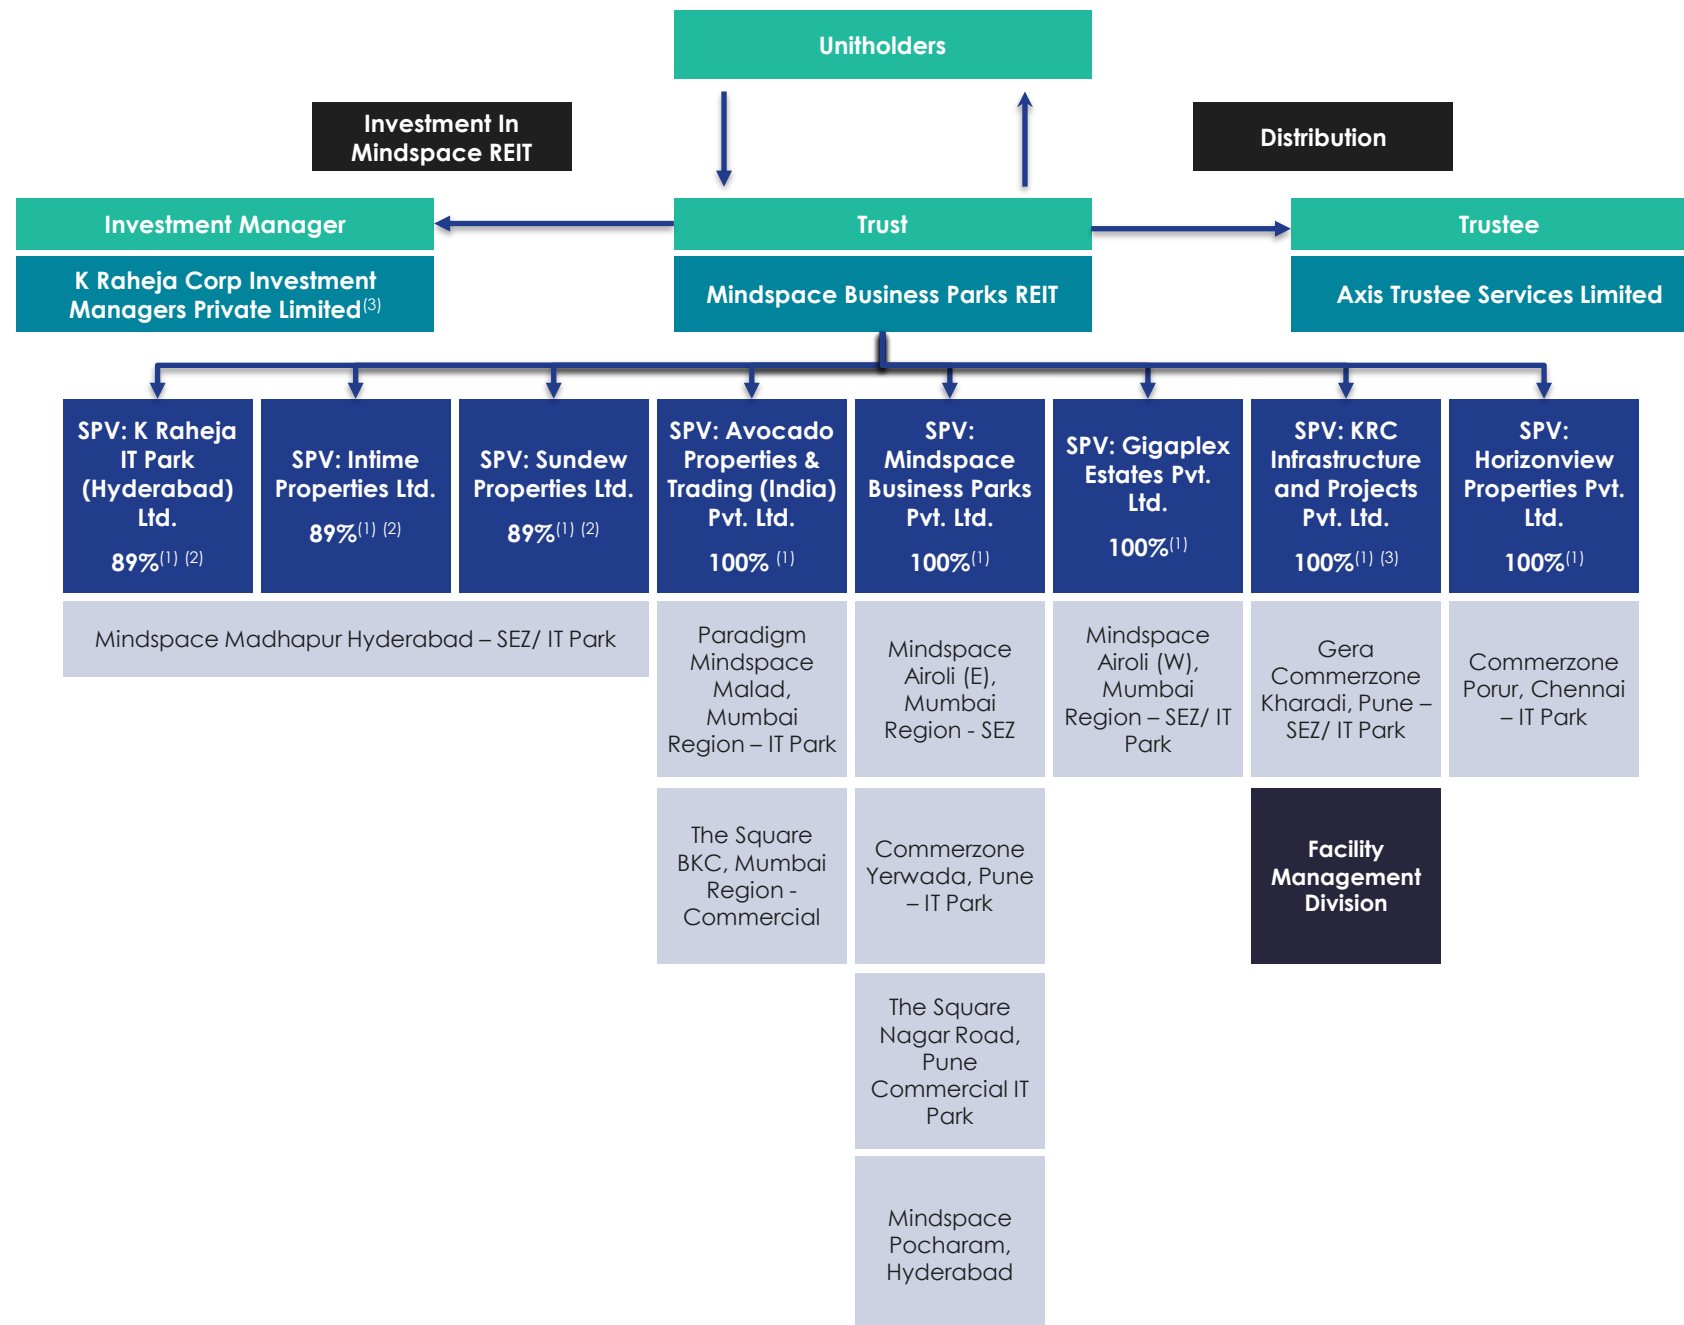 Unitholders
Investment In
Mindspace REIT
Distribution
Investment Manager
Trust
Trustee
K Raheja Corp Investment
Managers Private Limited(3)
Mindspace Business Parks REIT
Axis Trustee Services Limited
SPV: K Raheja
IT Park
(Hyderabad)
Ltd.
89%(1) (2)
SPV: Intime
Properties Ltd.
89%(1) (2)
SPV: Sundew
Properties Ltd.
89%(1) (2)
SPV: Avocado
Properties &
Trading (India)
Pvt. Ltd.
100% (1)
SPV:
Mindspace
Business Parks
Pvt. Ltd.
100%(1)
SPV: Gigaplex
Estates Pvt.
Ltd.
100%(1)
SPV: KRC
Infrastructure
and Projects
Pvt. Ltd.
100%(1) (3)
SPV:
Horizonview
Properties Pvt.
Ltd.
100%(1)
Mindspace Madhapur Hyderabad – SEZ/ IT Park
Paradigm
Mindspace
Malad,
Mumbai
Region – IT Park
Mindspace
Airoli (E),
Mumbai
Region - SEZ
Mindspace
Airoli (W),
Mumbai
Region – SEZ/ IT
Park
Gera
Commerzone
Kharadi, Pune –
SEZ/ IT Park
Commerzone
Porur, Chennai
– IT Park
The Square
BKC, Mumbai
Region -
Commercial
Commerzone
Yerwada, Pune
– IT Park
Facility
Management
Division
The Square
Nagar Road,
Pune
Commercial IT
Park
Mindspace
Pocharam,
Hyderabad